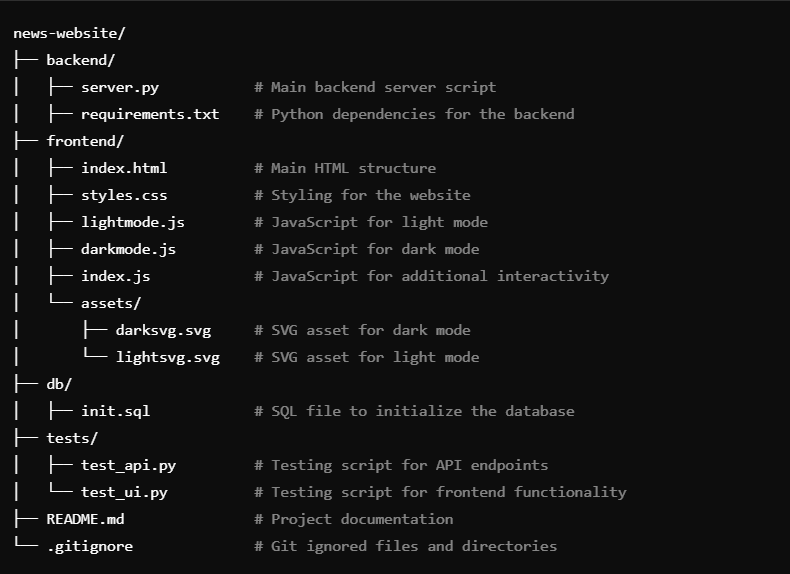 news-website/
├── backend/
│   ├── server.py           # Main backend server script
│   ├── requirements.txt    # Python dependencies for the backend
├── frontend/
│   ├── index.html          # Main HTML structure
│   ├── styles.css          # Styling for the website
│   ├── lightmode.js        # JavaScript for light mode
│   ├── darkmode.js         # JavaScript for dark mode
│   ├── index.js            # JavaScript for additional interactivity
│   └── assets/
│       ├── darksvg.svg     # SVG asset for dark mode
│       └── lightsvg.svg    # SVG asset for light mode
├── db/
│   ├── init.sql            # SQL file to initialize the database
├── tests/
│   ├── test_api.py         # Testing script for API endpoints
│   └── test_ui.py          # Testing script for frontend functionality
├── README.md               # Project documentation
└── .gitignore              # Git ignored files and directories